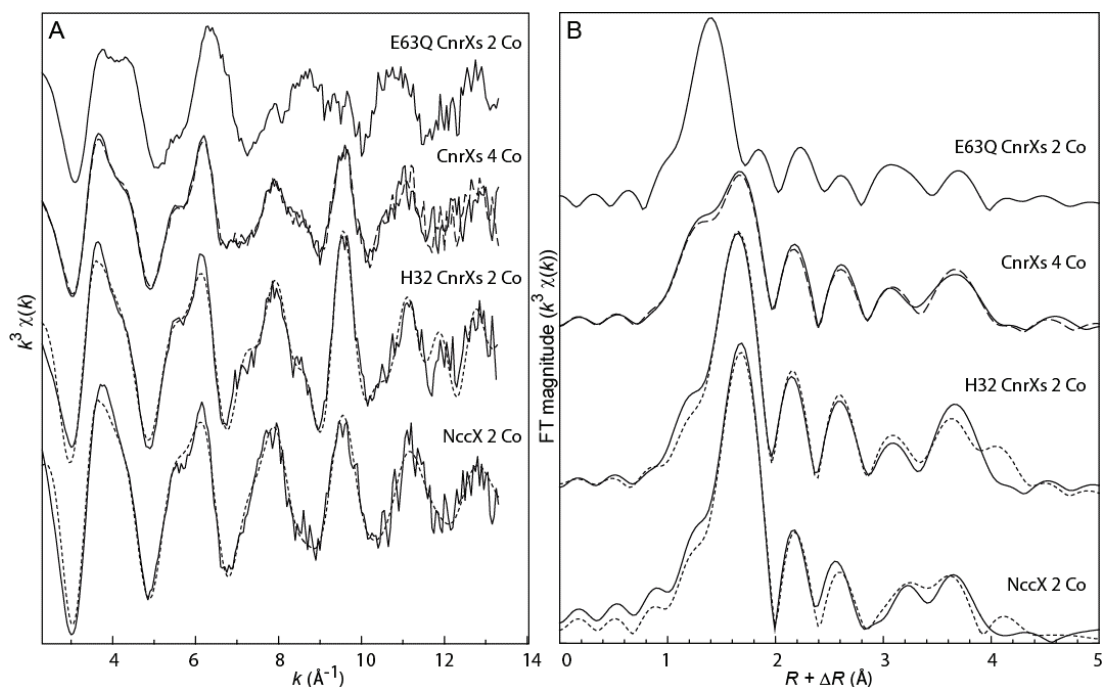 A
E63Q CnrXs 2 Co
CnrXs 4 Co
H32 CnrXs 2 Co
NccX 2 Co
k³ χ(k)
4 6 8 10 12 14
k (Å⁻¹)
B
E63Q CnrXs 2 Co
CnrXs 4 Co
H32 CnrXs 2 Co
NccX 2 Co
FT magnitude (k³ χ(k))
0 1 2 3 4 5
R + ΔR (Å)